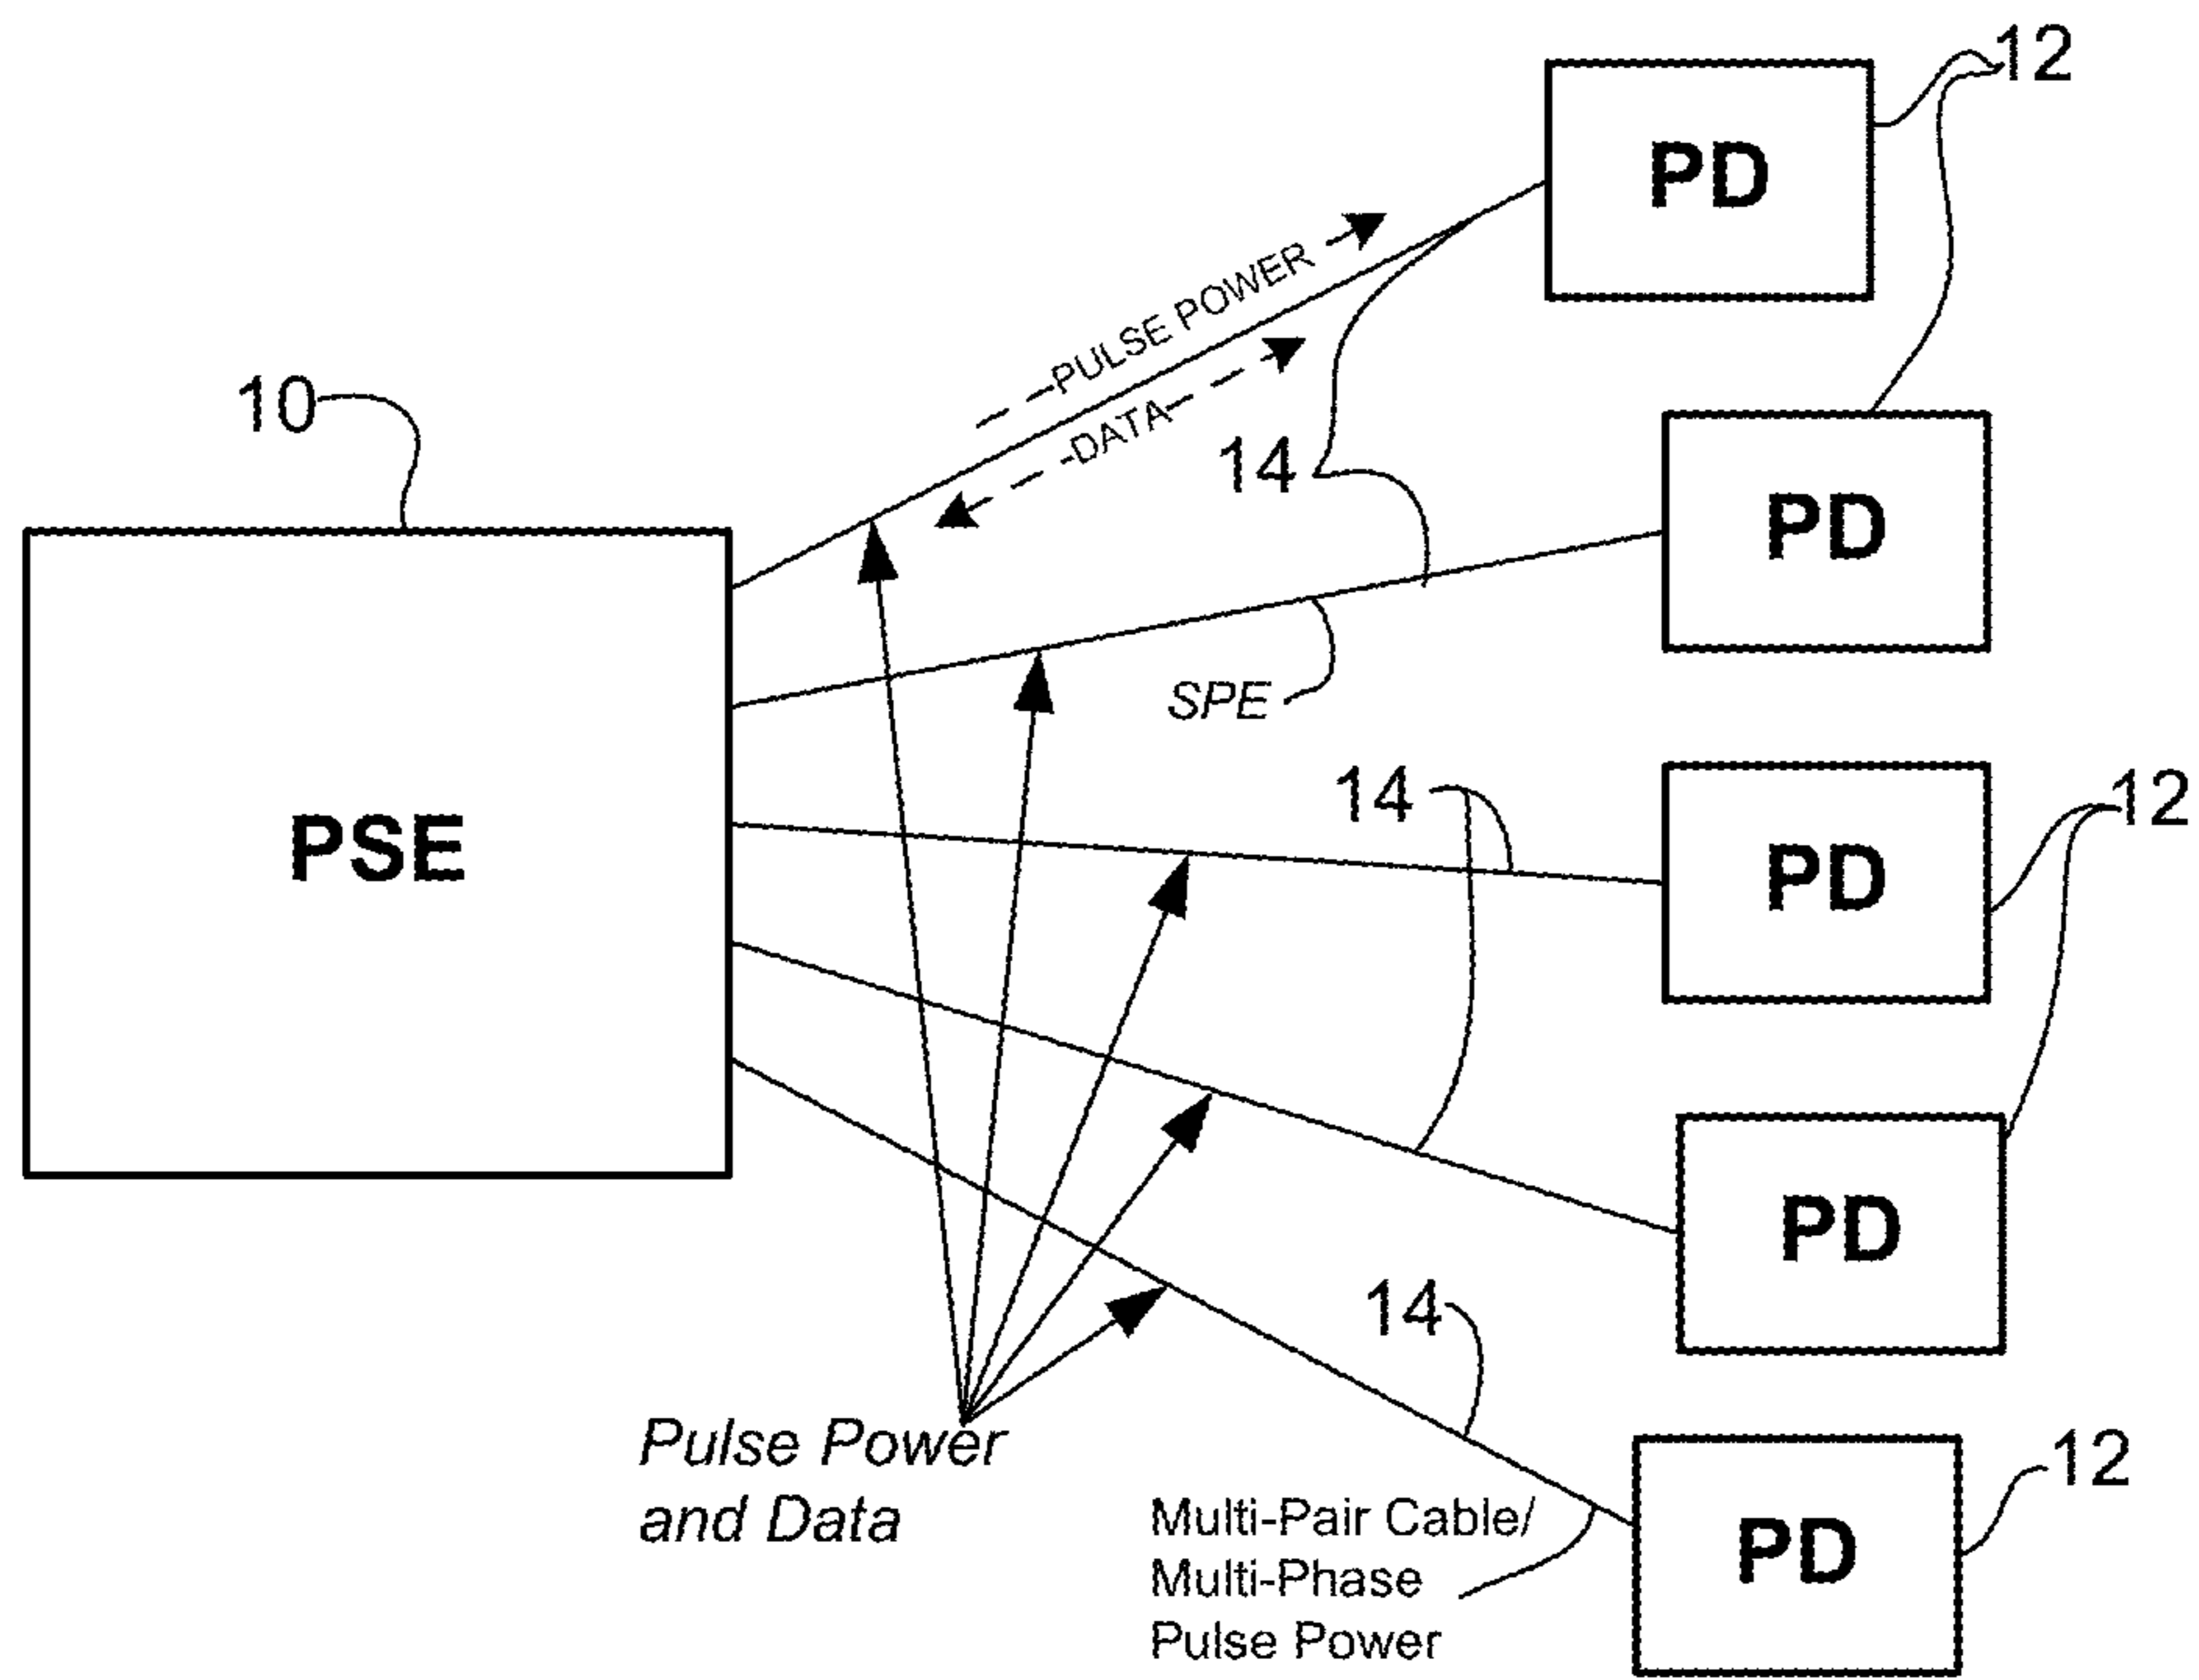 12
PD
PULSE POWER
DATA
10
14
PD
SPE
14
12
PSE
PD
14
PD
Pulse Power
and Data
12
Multi-Pair Cable/
Multi-Phase
Pulse Power
PD